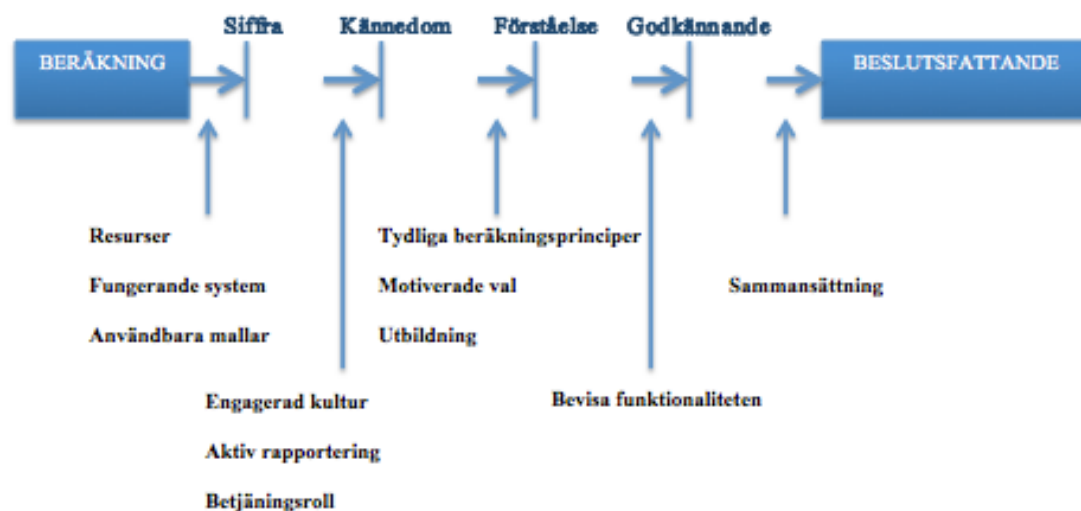 Siffra
Kännedom
Förståelse
Godkännande
BERÄKNING
BESLUTSFATTANDE
Resurser
Fungerande system
Användbara mallar
Tydliga beräkningsprinciper
Motiverade val
Utbildning
Sammansättning
Engagerad kultur
Aktiv rapportering
Betjäningsroll
Bevisa funktionaliteten